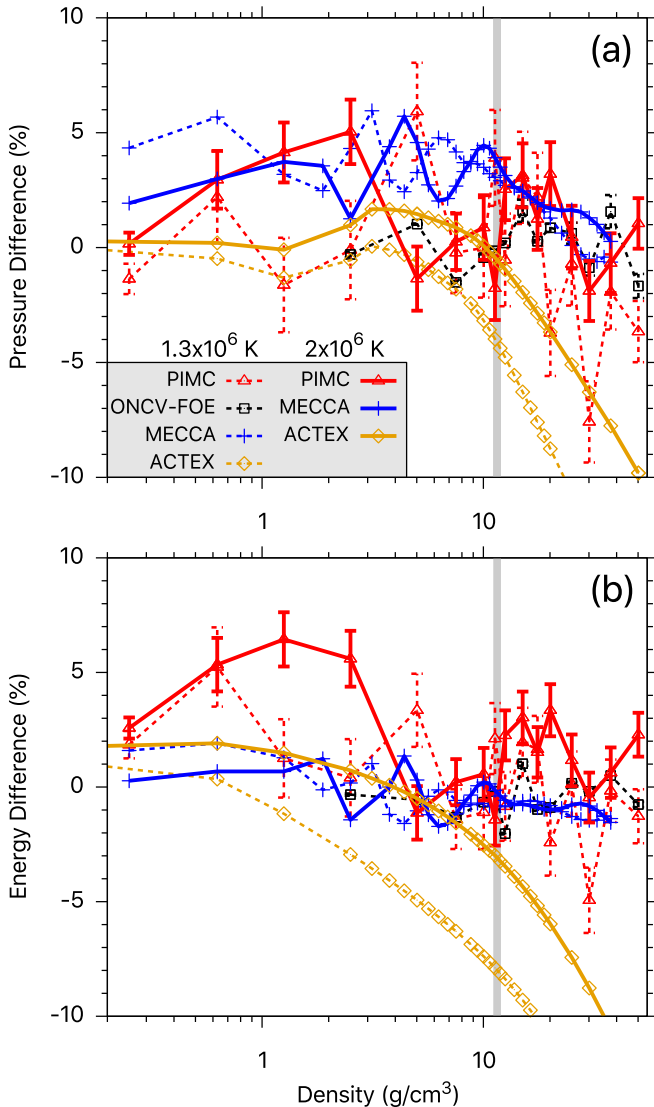 10
(a)
5
Pressure Difference (%)
0
-5
1.3x10⁶ K 2x10⁶ K
PIMC PIMC
ONCV-FOE MECCA
MECCA ACTEX
ACTEX
-10
1 10
10
(b)
5
Energy Difference (%)
0
-5
-10
1 10
Density (g/cm³)